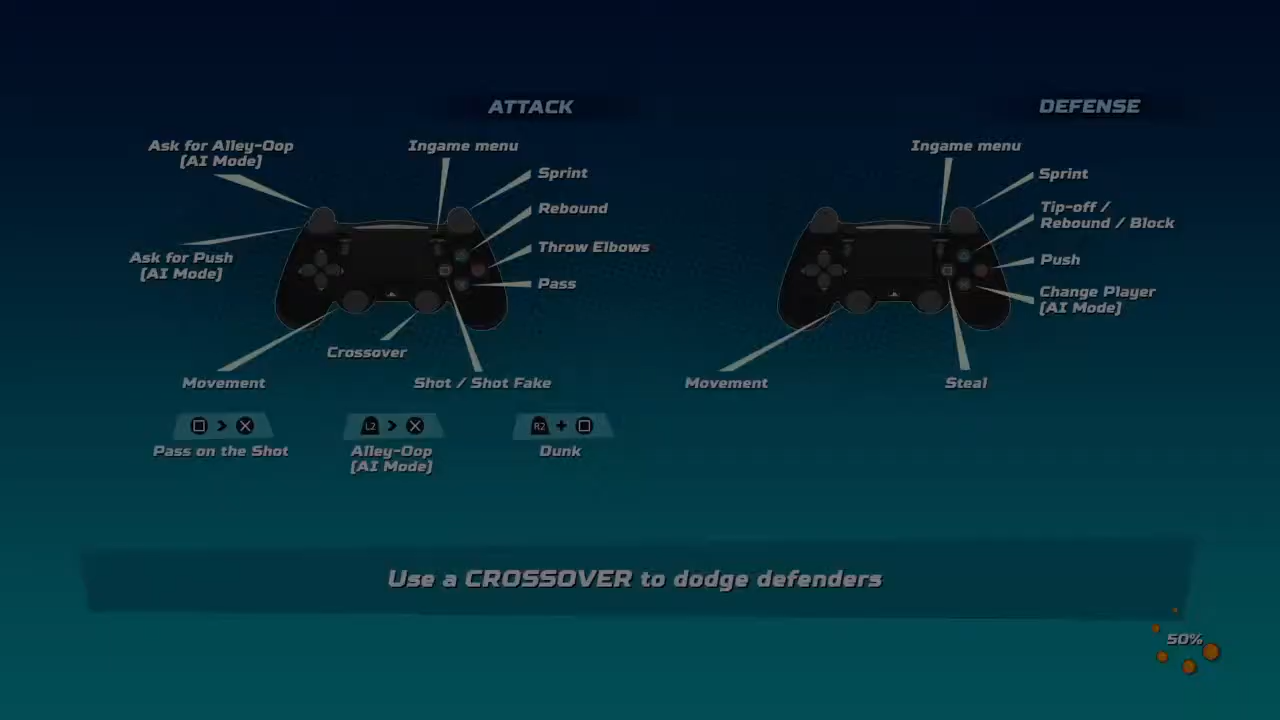 ATTACK
Ask for Alley-Oop
[AI Mode]
Ingame menu
Sprint
Rebound
Throw Elbows
Ask for Push
[AI Mode]
Pass
Crossover
Movement
Shot / Shot Fake
L2
R2
Pass on the Shot
Alley-Oop
[AI Mode]
Dunk
DEFENSE
Ingame menu
Sprint
Tip-off /
Rebound / Block
Push
Change Player
[AI Mode]
Movement
Steal
Use a CROSSOVER to dodge defenders
50%